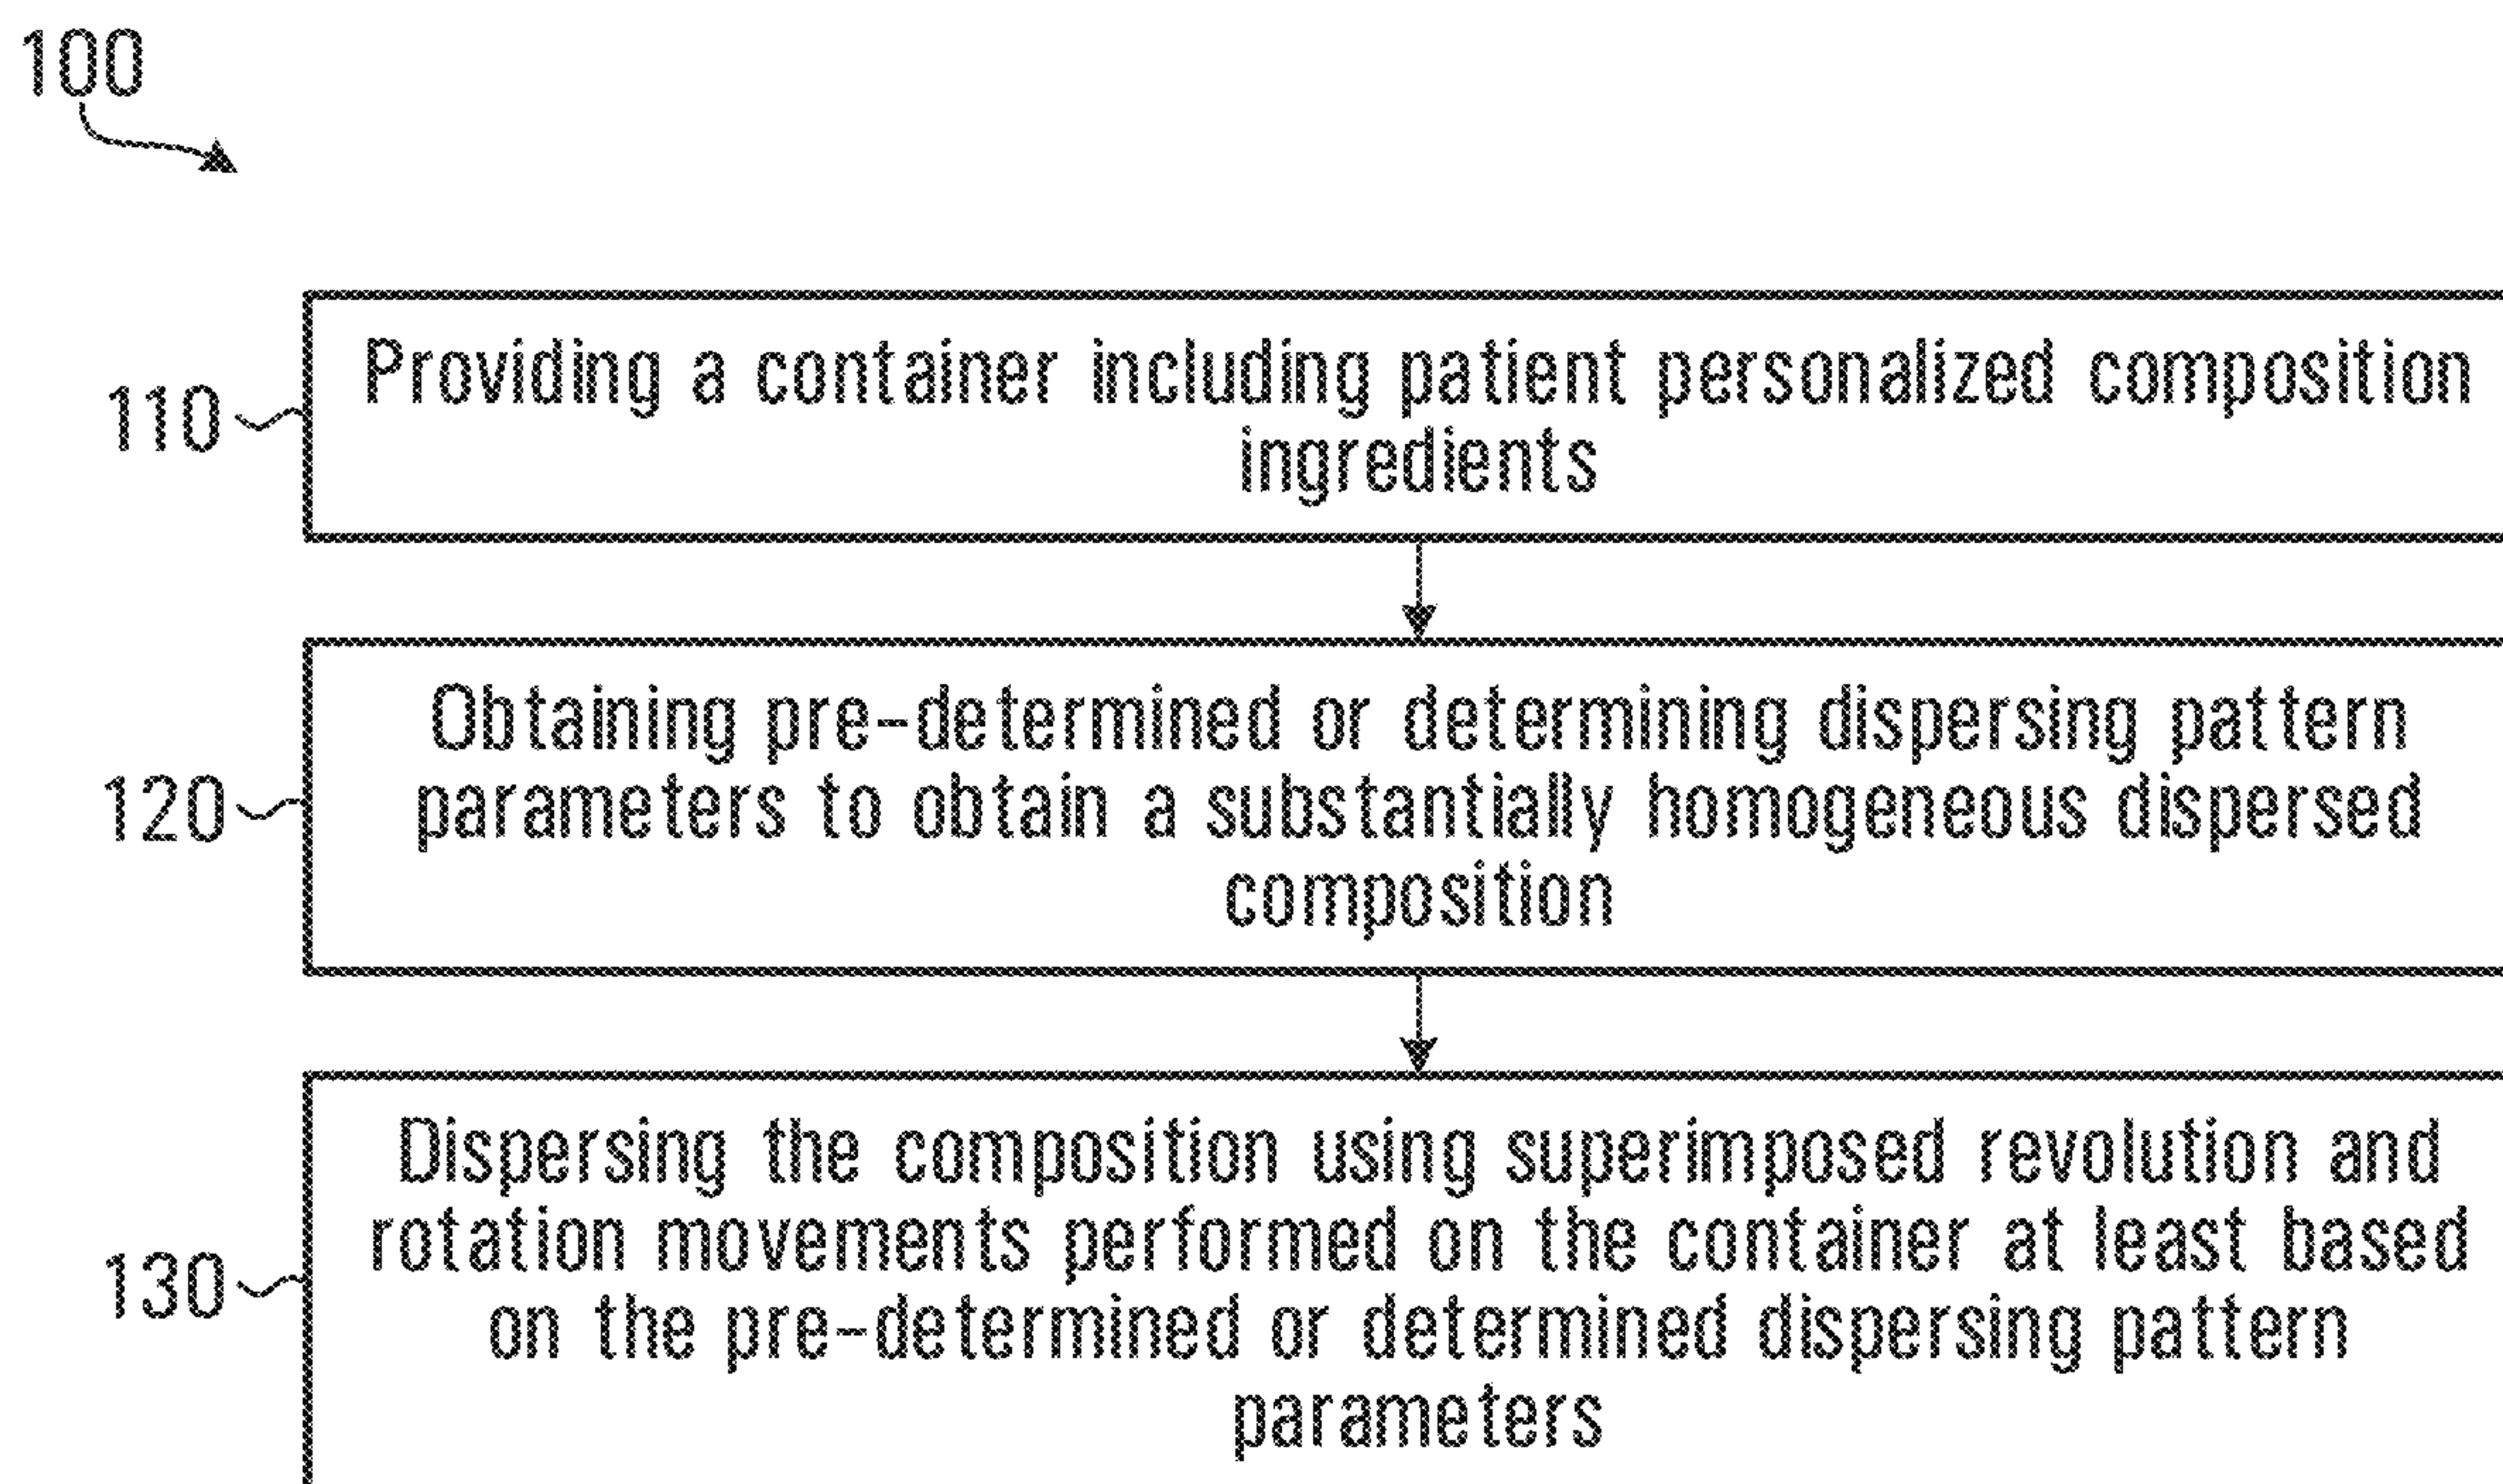 100
110
Providing a container including patient personalized composition
ingredients
120
Obtaining pre-determined or determining dispersing pattern
parameters to obtain a substantially homogeneous dispersed
composition
130
Dispersing the composition using superimposed revolution and
rotation movements performed on the container at least based
on the pre-determined or determined dispersing pattern
parameters